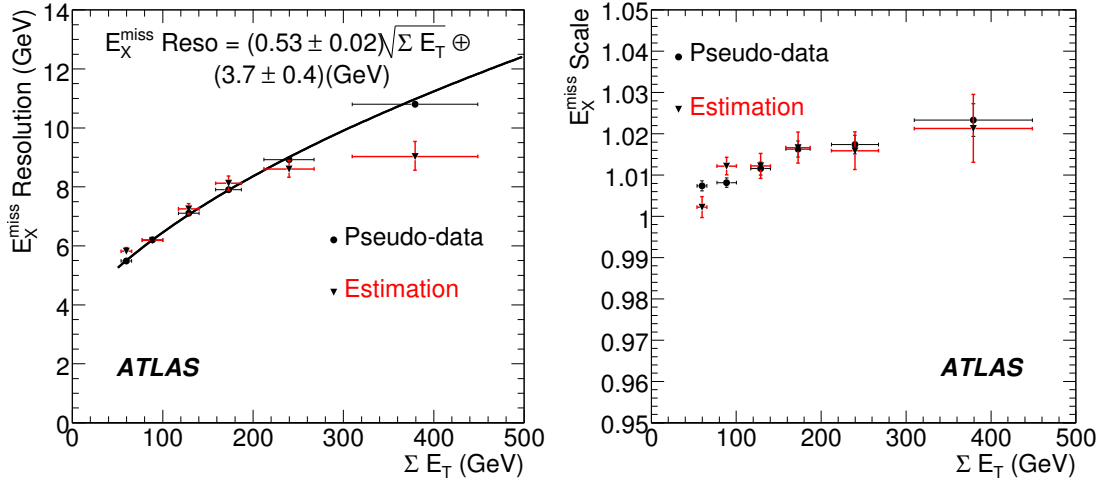 E_X^miss Resolution (GeV)
14
12
10
8
6
4
2
0
E_X^miss Reso = (0.53 ± 0.02)√Σ E_T ⊕
(3.7 ± 0.4)(GeV)
Pseudo-data
Estimation
ATLAS
0 100 200 300 400 500
Σ E_T (GeV)
E_X^miss Scale
1.05
1.04
1.03
1.02
1.01
1
0.99
0.98
0.97
0.96
0.95
Pseudo-data
Estimation
ATLAS
0 100 200 300 400 500
Σ E_T (GeV)